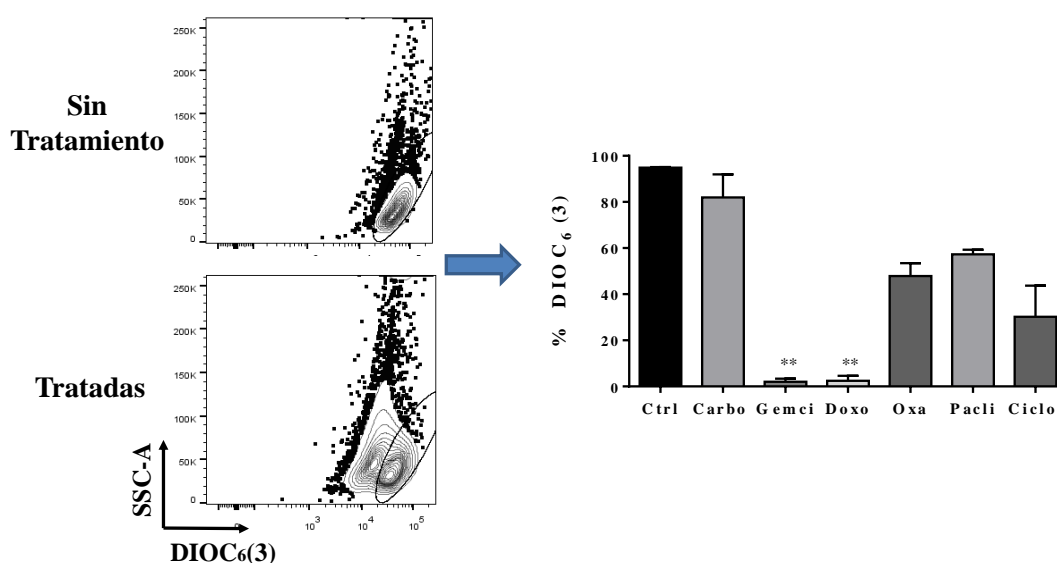 Sin
Tratamiento
250K
200K
150K
100K
50K
0
Tratadas
250K
200K
150K
100K
50K
0
0 10³ 10⁴ 10⁵
SSC-A
DIOC₆(3)
% DIOC₆(3)
100
80
60
40
20
0
** **
Ctrl Carbo Gemci Doxo Oxa Pacli Ciclo